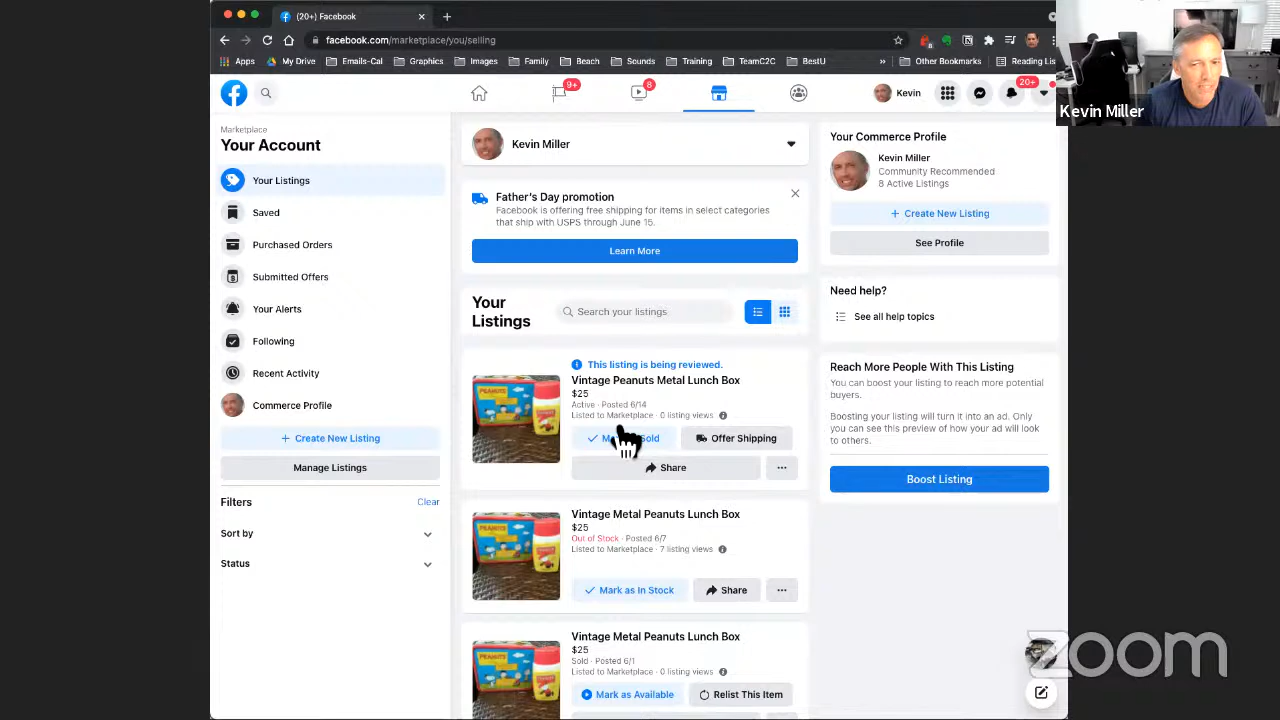 (20+) Facebook
facebook.com/marketplace/you/selling
Apps My Drive Emails-Cal Graphics Images Family Beach Sounds Training TeamC2C BestU » Other Bookmarks Reading Lis
9+ 8 Kevin 20+
Kevin Miller
Marketplace
Your Account
Your Listings
Saved
Purchased Orders
Submitted Offers
Your Alerts
Following
Recent Activity
Commerce Profile
+ Create New Listing
Manage Listings
Filters Clear
Sort by
Status
Kevin Miller
Father's Day promotion
Facebook is offering free shipping for items in select categories
that ship with USPS through June 15.
Learn More
Your
Listings
Search your listings
This listing is being reviewed.
Vintage Peanuts Metal Lunch Box
$25
Active · Posted 6/14
Listed to Marketplace · 0 listing views
Sold Offer Shipping
Share ...
PEANUTS
Vintage Metal Peanuts Lunch Box
$25
Out of Stock · Posted 6/7
Listed to Marketplace · 7 listing views
Mark as In Stock Share ...
PEANUTS
Vintage Metal Peanuts Lunch Box
$25
Sold · Posted 6/1
Listed to Marketplace · 0 listing views
Mark as Available Relist This Item
PEANUTS
Your Commerce Profile
Kevin Miller
Community Recommended
8 Active Listings
+ Create New Listing
See Profile
Need help?
See all help topics
Reach More People With This Listing
You can boost your listing to reach more potential
buyers.
Boosting your listing will turn it into an ad. Only
you can see this preview of how your ad will look
to others.
Boost Listing
zoom